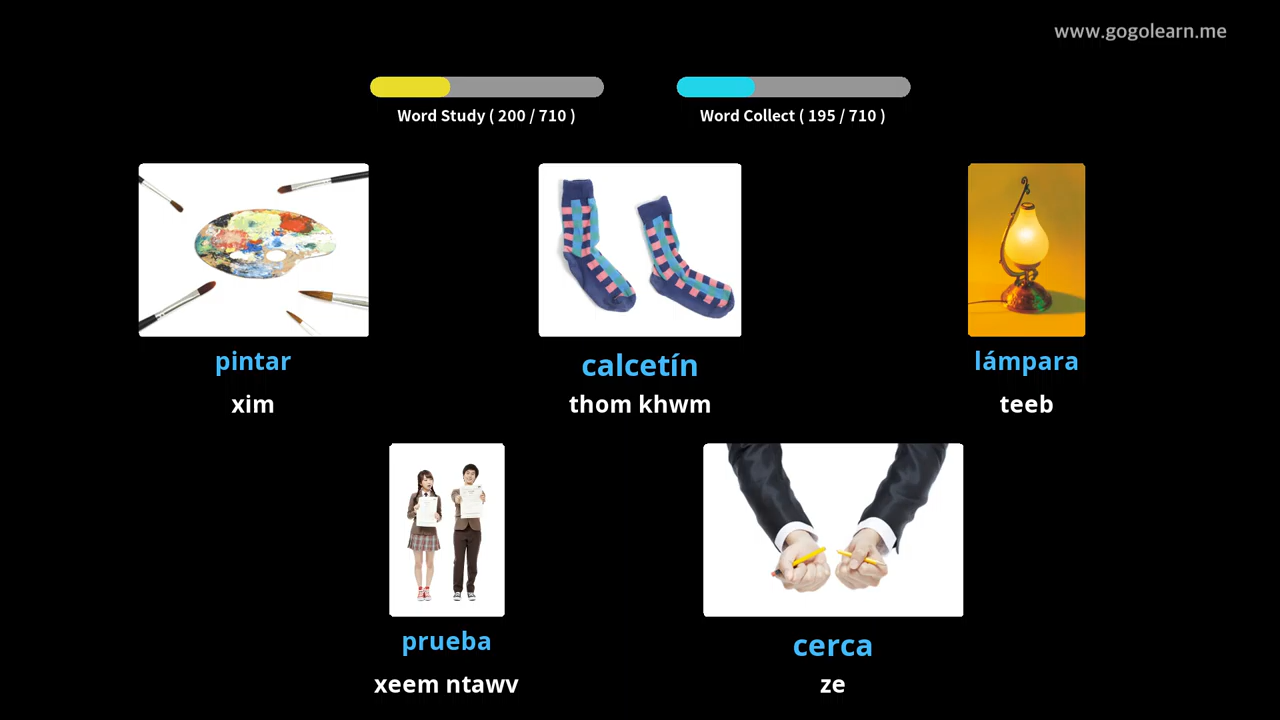 www.gogolearn.me
Word Study ( 200 / 710 )
Word Collect ( 195 / 710 )
pintar
xim
calcetín
thom khwm
lámpara
teeb
prueba
xeem ntawv
cerca
ze